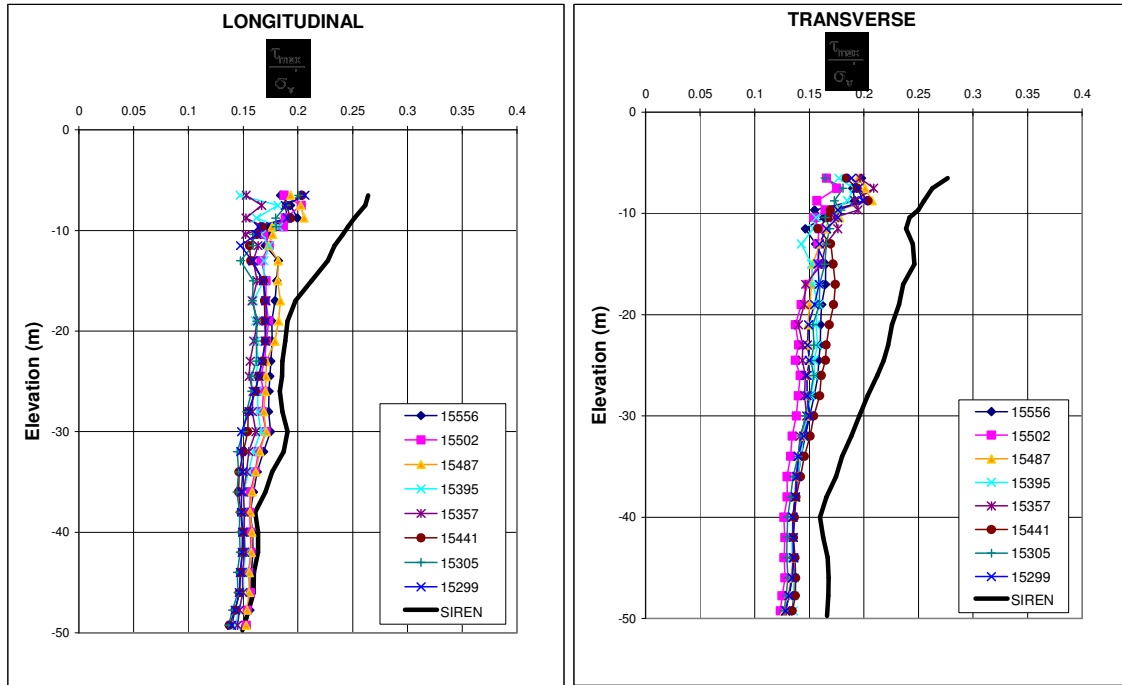 LONGITUDINAL
τmax
σv'
0 0.05 0.1 0.15 0.2 0.25 0.3 0.35 0.4
0
-10
-20
-30
-40
-50
Elevation (m)
15556
15502
15487
15395
15357
15441
15305
15299
SIREN
TRANSVERSE
τmax
σv'
0 0.05 0.1 0.15 0.2 0.25 0.3 0.35 0.4
0
-10
-20
-30
-40
-50
Elevation (m)
15556
15502
15487
15395
15357
15441
15305
15299
SIREN